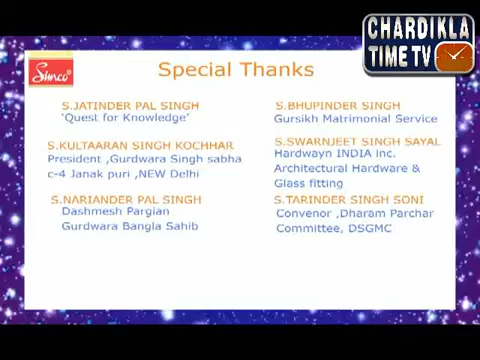 CHARDIKLA
TIME TV
Simco
Special Thanks
S.JATINDER PAL SINGH
'Quest for Knowledge'
S.KULTAARAN SINGH KOCHHAR
President ,Gurdwara Singh sabha
c-4 Janak puri ,NEW Delhi
S.NARIANDER PAL SINGH
Dashmesh Pargian
Gurdwara Bangla Sahib
S.BHUPINDER SINGH
Gursikh Matrimonial Service
S.SWARNJEET SINGH SAYAL
Hardwayn INDIA inc.
Architectural Hardware &
Glass fitting
S.TARINDER SINGH SONI
Convenor ,Dharam Parchar
Committee, DSGMC